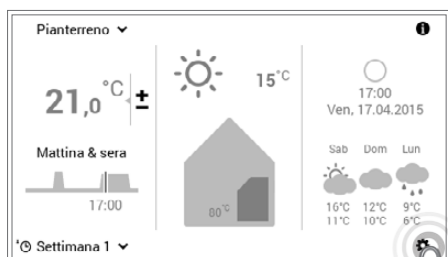 Pianterreno
21,0 °C ±
Mattina & sera
17:00
Settimana 1
15°C
80°C
17:00
Ven, 17.04.2015
Sab Dom Lun
16°C 12°C 9°C
11°C 10°C 6°C